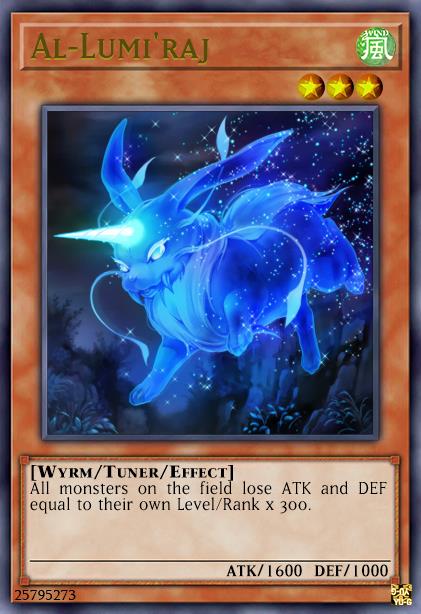 Al-Lumi'raj
WIND
風
[Wyrm/Tuner/Effect]
All monsters on the field lose ATK and DEF
equal to their own Level/Rank x 300.
ATK/1600 DEF/1000
25795273